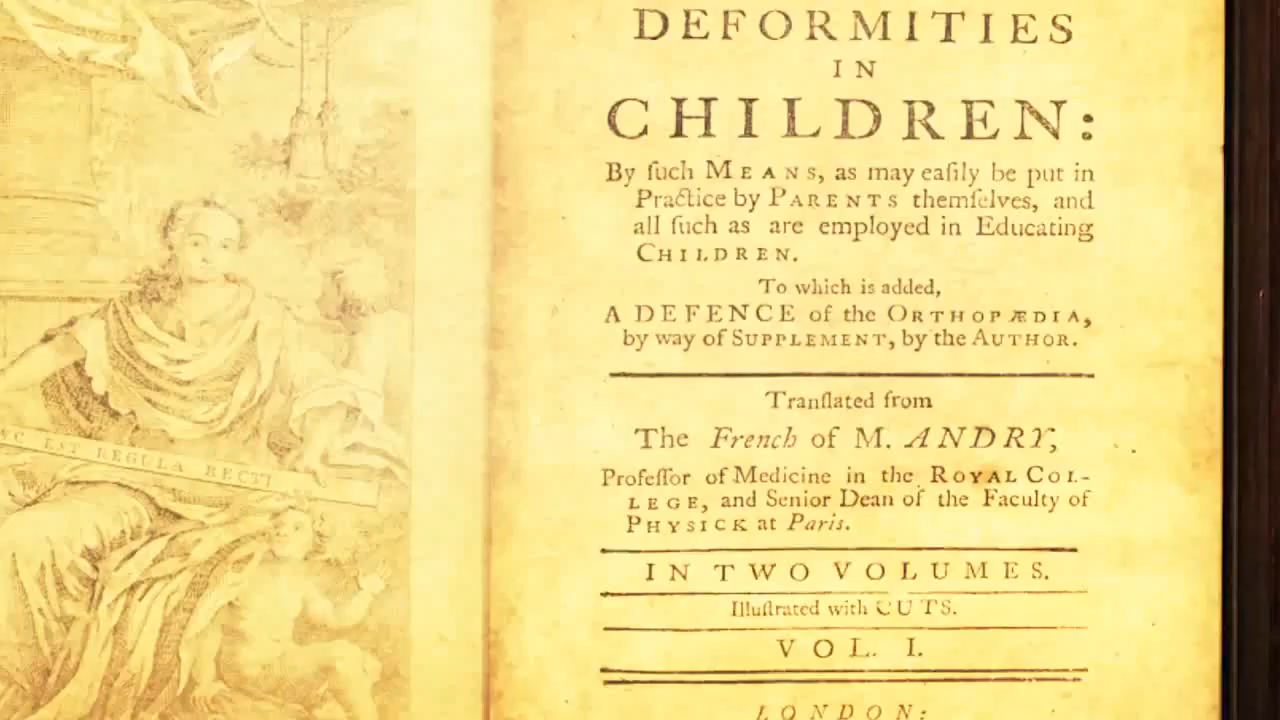 HÆC EST REGULA RECTI
DEFORMITIES
IN
CHILDREN:
By ſuch MEANS, as may eaſily be put in
Practice by PARENTS themſelves, and
all ſuch as are employed in Educating
CHILDREN.
To which is added,
A DEFENCE of the ORTHOPÆDIA,
by way of SUPPLEMENT, by the AUTHOR.
Tranſlated from
The French of M. ANDRY,
Profeſſor of Medicine in the ROYAL COL-
LEGE, and Senior Dean of the Faculty of
PHYSICK at Paris.
IN TWO VOLUMES.
Illuſtrated with CUTS.
VOL. I.
LONDON: